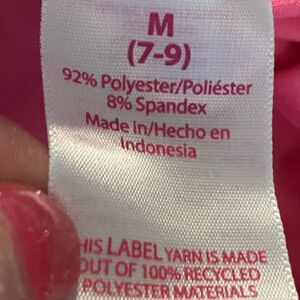 M
(7-9)
92% Polyester/Poliéster
8% Spandex
Made in/Hecho en
Indonesia
HIS LABEL YARN IS MADE
OUT OF 100% RECYCLED
POLYESTER MATERIALS